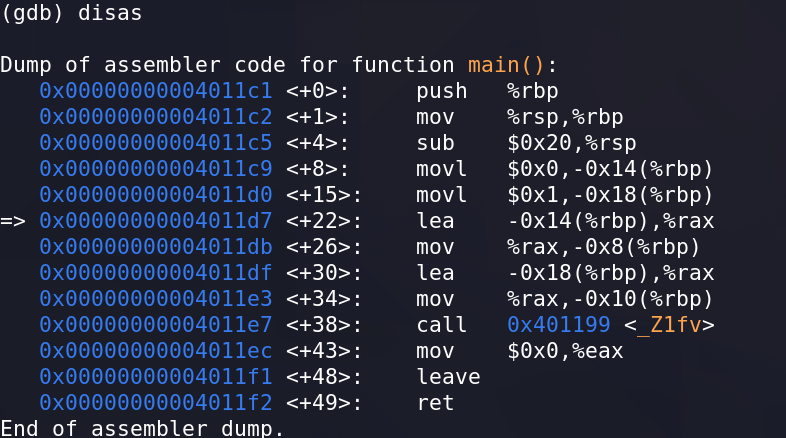 (gdb) disas
Dump of assembler code for function main():
   0x00000000004011c1 <+0>:     push   %rbp
   0x00000000004011c2 <+1>:     mov    %rsp,%rbp
   0x00000000004011c5 <+4>:     sub    $0x20,%rsp
   0x00000000004011c9 <+8>:     movl   $0x0,-0x14(%rbp)
   0x00000000004011d0 <+15>:    movl   $0x1,-0x18(%rbp)
=> 0x00000000004011d7 <+22>:    lea    -0x14(%rbp),%rax
   0x00000000004011db <+26>:    mov    %rax,-0x8(%rbp)
   0x00000000004011df <+30>:    lea    -0x18(%rbp),%rax
   0x00000000004011e3 <+34>:    mov    %rax,-0x10(%rbp)
   0x00000000004011e7 <+38>:    call   0x401199 <_Z1fv>
   0x00000000004011ec <+43>:    mov    $0x0,%eax
   0x00000000004011f1 <+48>:    leave
   0x00000000004011f2 <+49>:    ret
End of assembler dump.